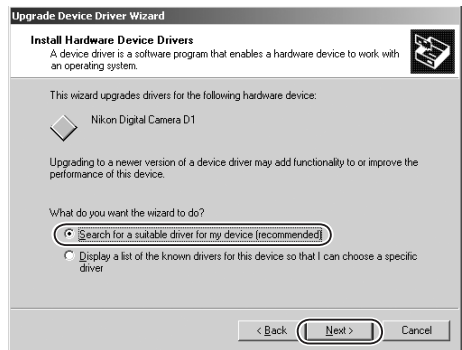 Upgrade Device Driver Wizard
Install Hardware Device Drivers
A device driver is a software program that enables a hardware device to work with
an operating system.
This wizard upgrades drivers for the following hardware device:
Nikon Digital Camera D1
Upgrading to a newer version of a device driver may add functionality to or improve the
performance of this device.
What do you want the wizard to do?
Search for a suitable driver for my device (recommended)
Display a list of the known drivers for this device so that I can choose a specific
driver
< Back Next > Cancel